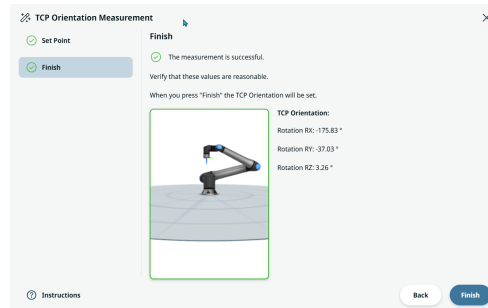 TCP Orientation Measurement
Set Point
Finish
Finish
The measurement is successful.
Verify that these values are reasonable.
When you press "Finish" the TCP Orientation will be set.
TCP Orientation:
Rotation RX: -175.83 °
Rotation RY: -37.03 °
Rotation RZ: 3.26 °
Instructions
Back
Finish